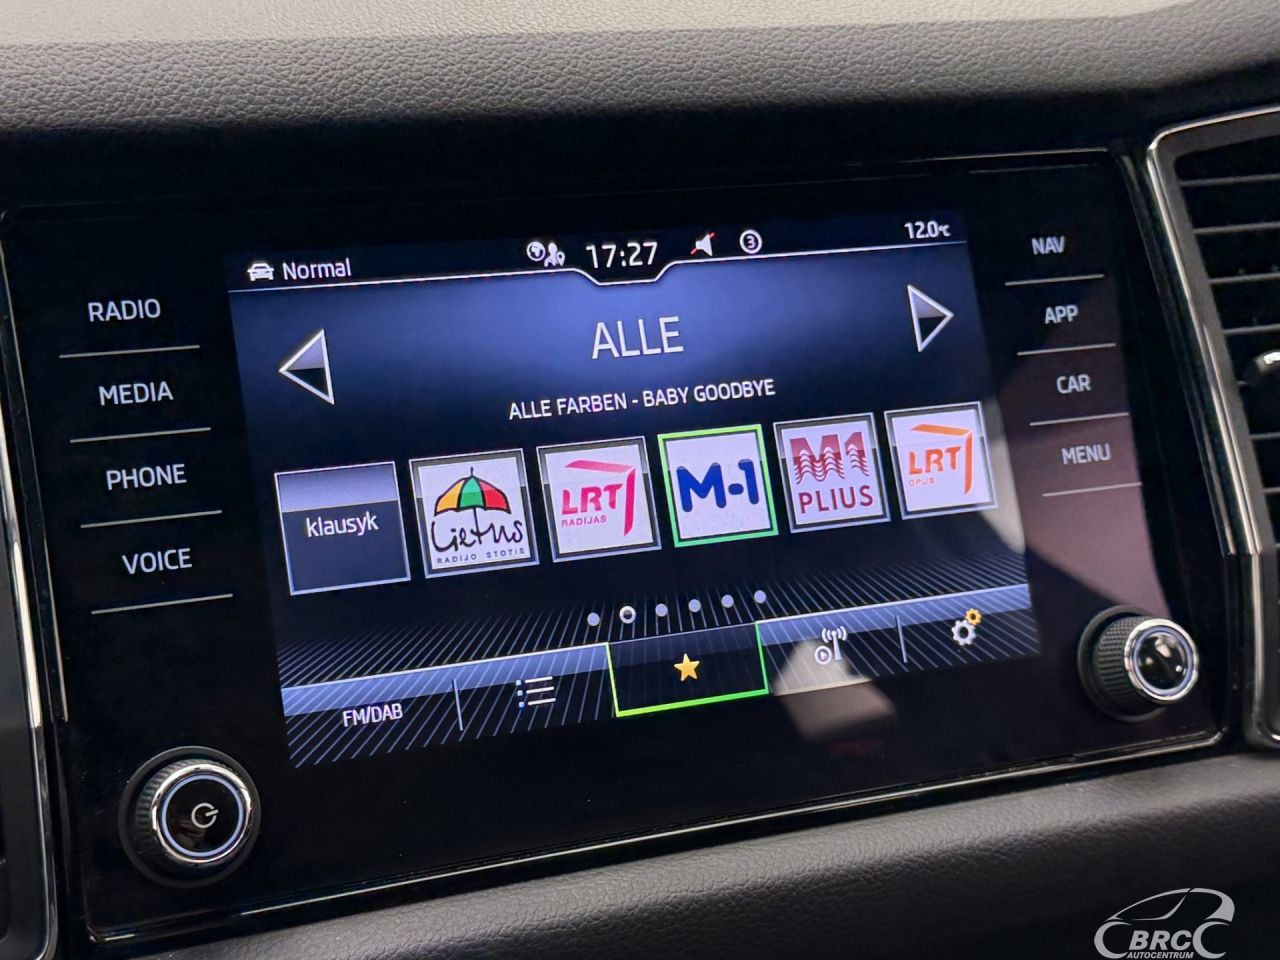 Normal
17:27
3
12.0°C
RADIO
MEDIA
PHONE
VOICE
NAV
APP
CAR
MENU
ALLE
ALLE FARBEN - BABY GOODBYE
klausyk
Lietus
RADIJO STOTIS
LRT
RADIJAS
M-1
M1
PLIUS
LRT
OPUS
FM/DAB
BRC
AUTOCENTRUM